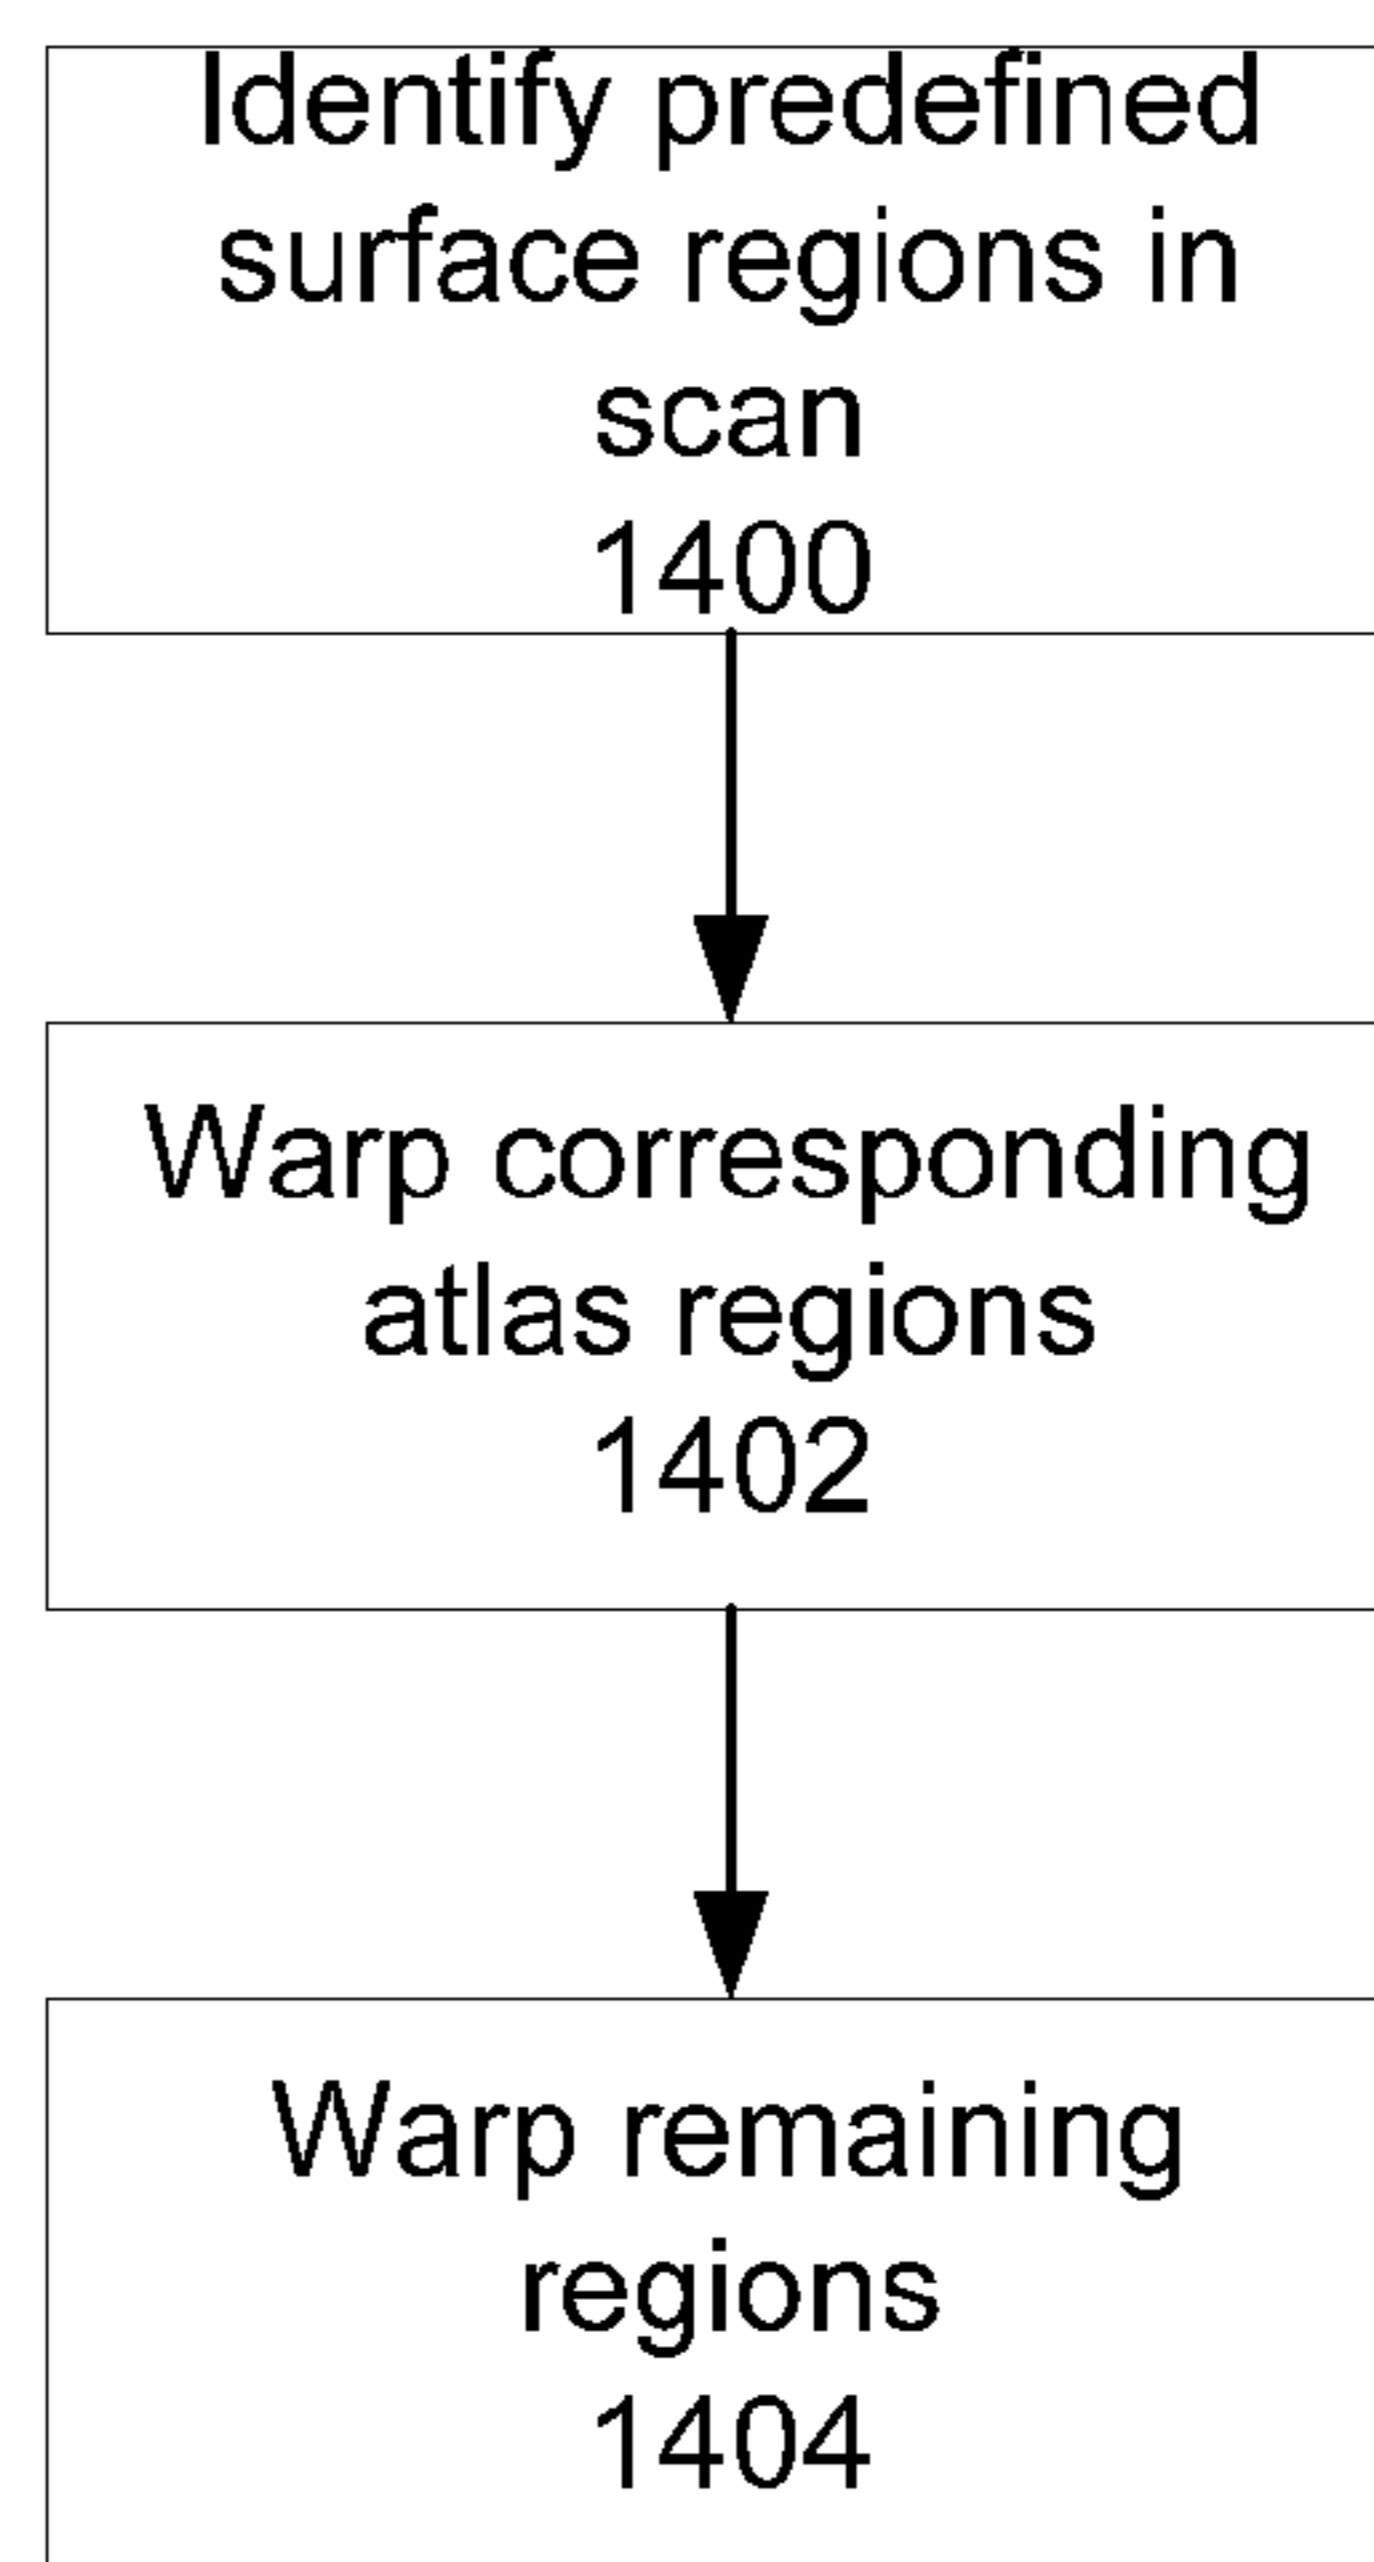 Identify predefined
surface regions in
scan
1400
Warp corresponding
atlas regions
1402
Warp remaining
regions
1404